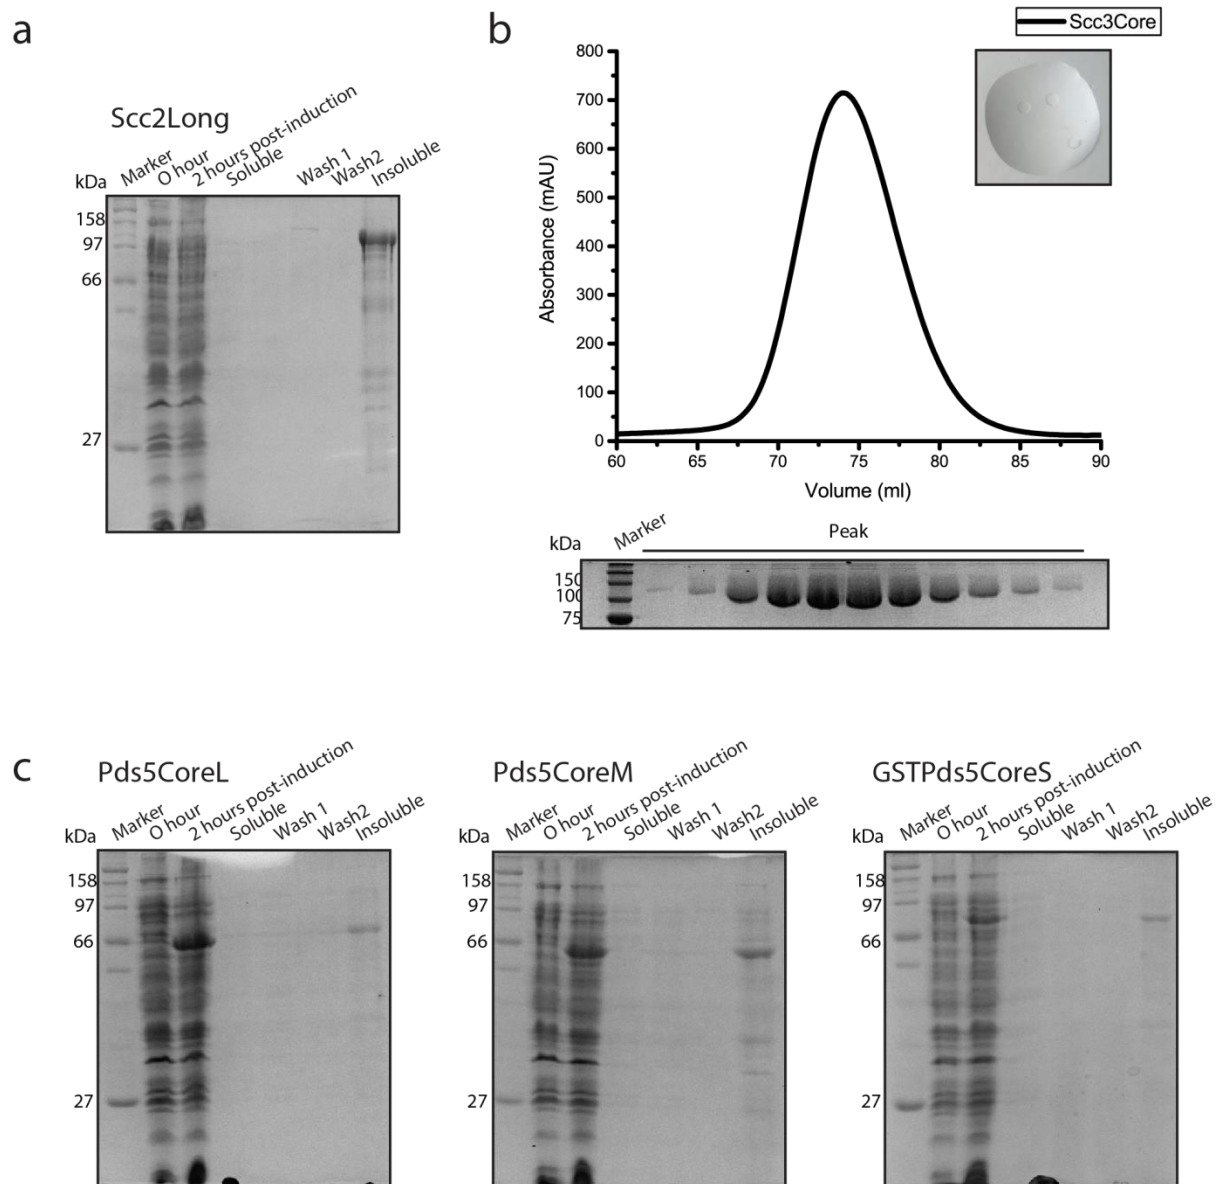 a
Scc2Long
kDa
Marker
O hour
2 hours post-induction
Soluble
Wash 1
Wash2
Insoluble
158
97
66
27
b
Scc3Core
800
700
600
500
400
300
200
100
0
Absorbance (mAU)
60 65 70 75 80 85 90
Volume (ml)
kDa
Marker
Peak
150
100
75
c
Pds5CoreL
kDa
Marker
O hour
2 hours post-induction
Soluble
Wash 1
Wash2
Insoluble
158
97
66
27
Pds5CoreM
kDa
Marker
O hour
2 hours post-induction
Soluble
Wash 1
Wash2
Insoluble
158
97
66
27
GSTPds5CoreS
kDa
Marker
O hour
2 hours post-induction
Soluble
Wash 1
Wash2
Insoluble
158
97
66
27